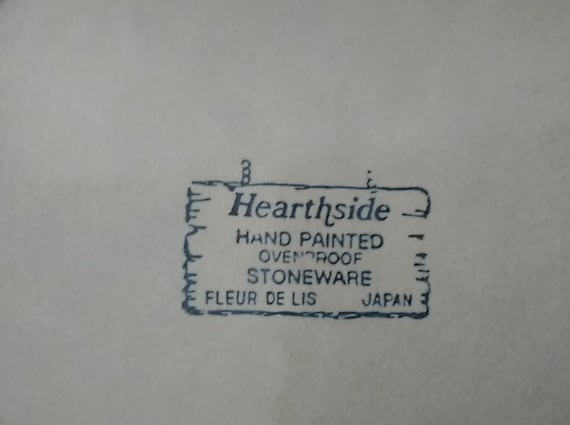 Hearthside
HAND PAINTED
OVENPROOF
STONEWARE
FLEUR DE LIS JAPAN